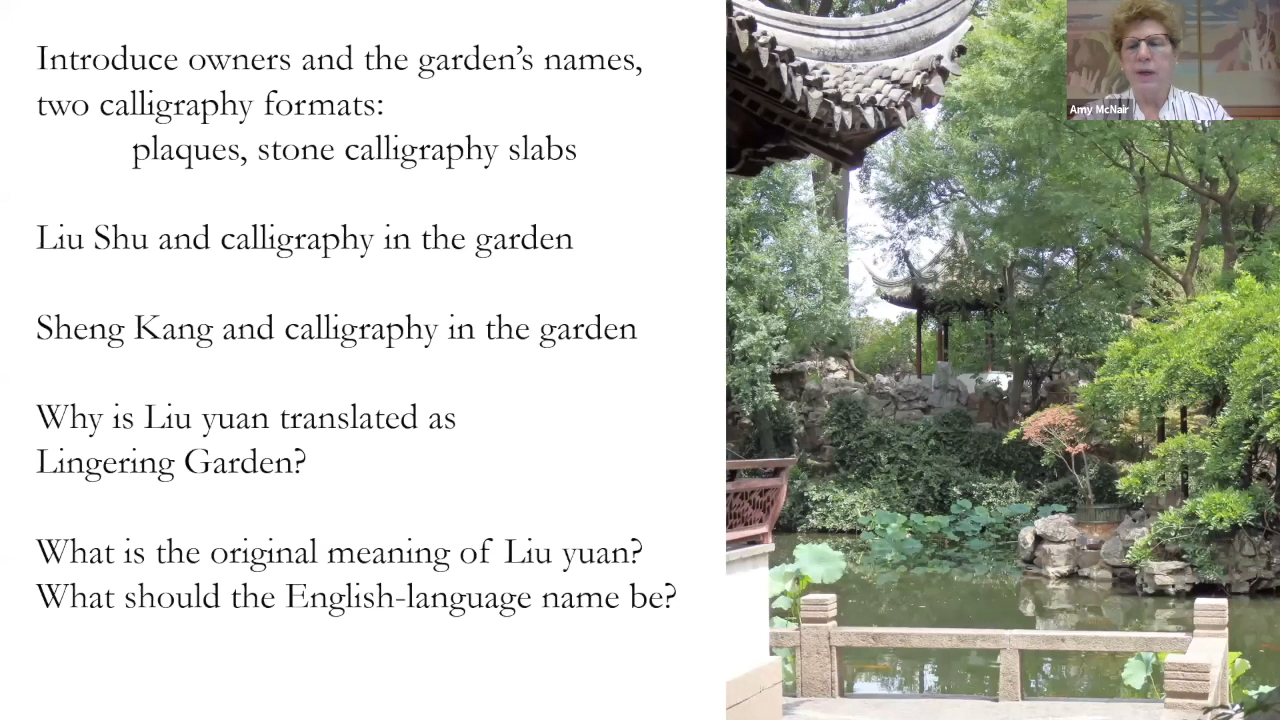 Introduce owners and the garden’s names,
two calligraphy formats:
plaques, stone calligraphy slabs
Liu Shu and calligraphy in the garden
Sheng Kang and calligraphy in the garden
Why is Liu yuan translated as
Lingering Garden?
What is the original meaning of Liu yuan?
What should the English-language name be?
Amy McNair